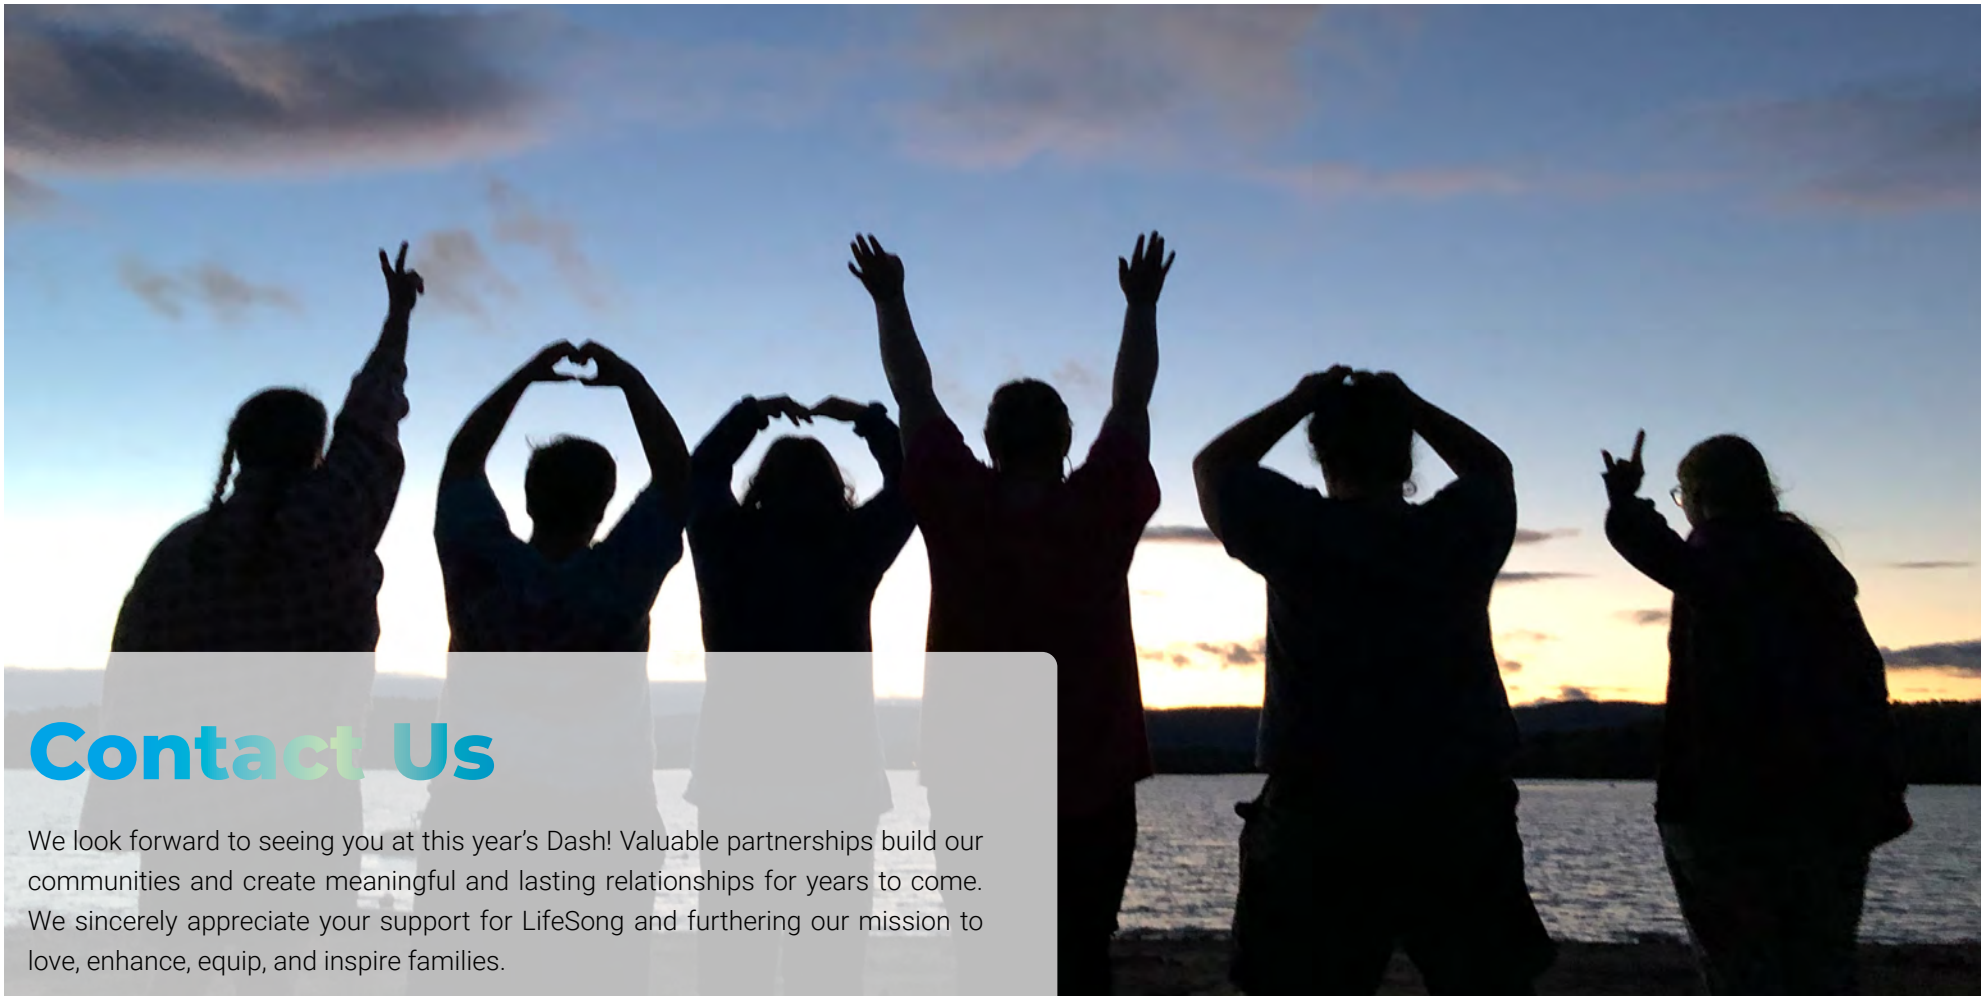 Contact Us
We look forward to seeing you at this year’s Dash! Valuable partnerships build our
communities and create meaningful and lasting relationships for years to come.
We sincerely appreciate your support for LifeSong and furthering our mission to
love, enhance, equip, and inspire families.